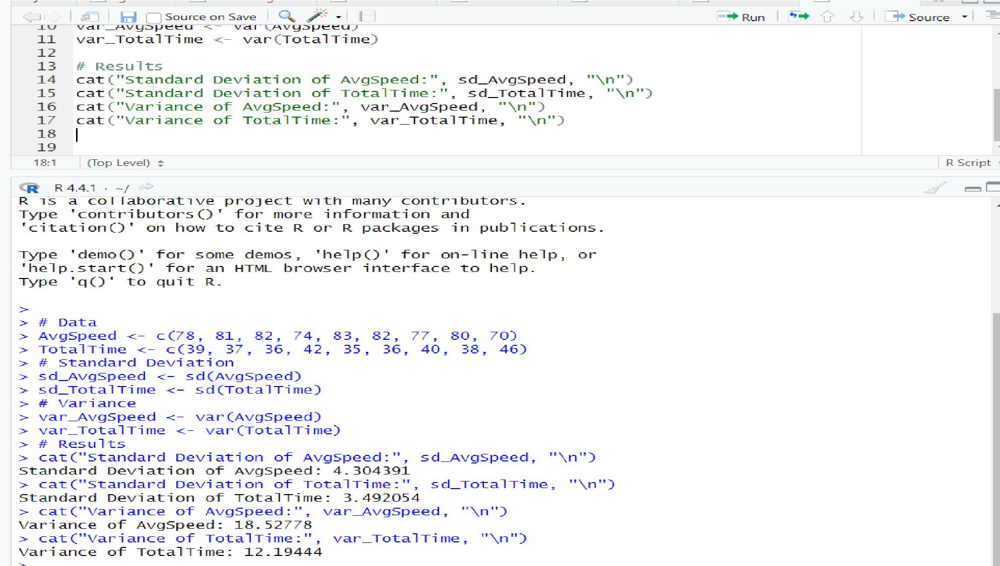 Source on Save
Run
Source
10 var_AvgSpeed <- var(AvgSpeed)
11 var_TotalTime <- var(TotalTime)
12
13 # Results
14 cat("Standard Deviation of AvgSpeed:", sd_AvgSpeed, "\n")
15 cat("Standard Deviation of TotalTime:", sd_TotalTime, "\n")
16 cat("Variance of AvgSpeed:", var_AvgSpeed, "\n")
17 cat("Variance of TotalTime:", var_TotalTime, "\n")
18
19
18:1 (Top Level) R Script
R R 4.4.1 · ~/
R is a collaborative project with many contributors.
Type 'contributors()' for more information and
'citation()' on how to cite R or R packages in publications.
Type 'demo()' for some demos, 'help()' for on-line help, or
'help.start()' for an HTML browser interface to help.
Type 'q()' to quit R.
>
> # Data
> AvgSpeed <- c(78, 81, 82, 74, 83, 82, 77, 80, 70)
> TotalTime <- c(39, 37, 36, 42, 35, 36, 40, 38, 46)
> # Standard Deviation
> sd_AvgSpeed <- sd(AvgSpeed)
> sd_TotalTime <- sd(TotalTime)
> # Variance
> var_AvgSpeed <- var(AvgSpeed)
> var_TotalTime <- var(TotalTime)
> # Results
> cat("Standard Deviation of AvgSpeed:", sd_AvgSpeed, "\n")
Standard Deviation of AvgSpeed: 4.304391
> cat("Standard Deviation of TotalTime:", sd_TotalTime, "\n")
Standard Deviation of TotalTime: 3.492054
> cat("Variance of AvgSpeed:", var_AvgSpeed, "\n")
Variance of AvgSpeed: 18.52778
> cat("Variance of TotalTime:", var_TotalTime, "\n")
Variance of TotalTime: 12.19444
>